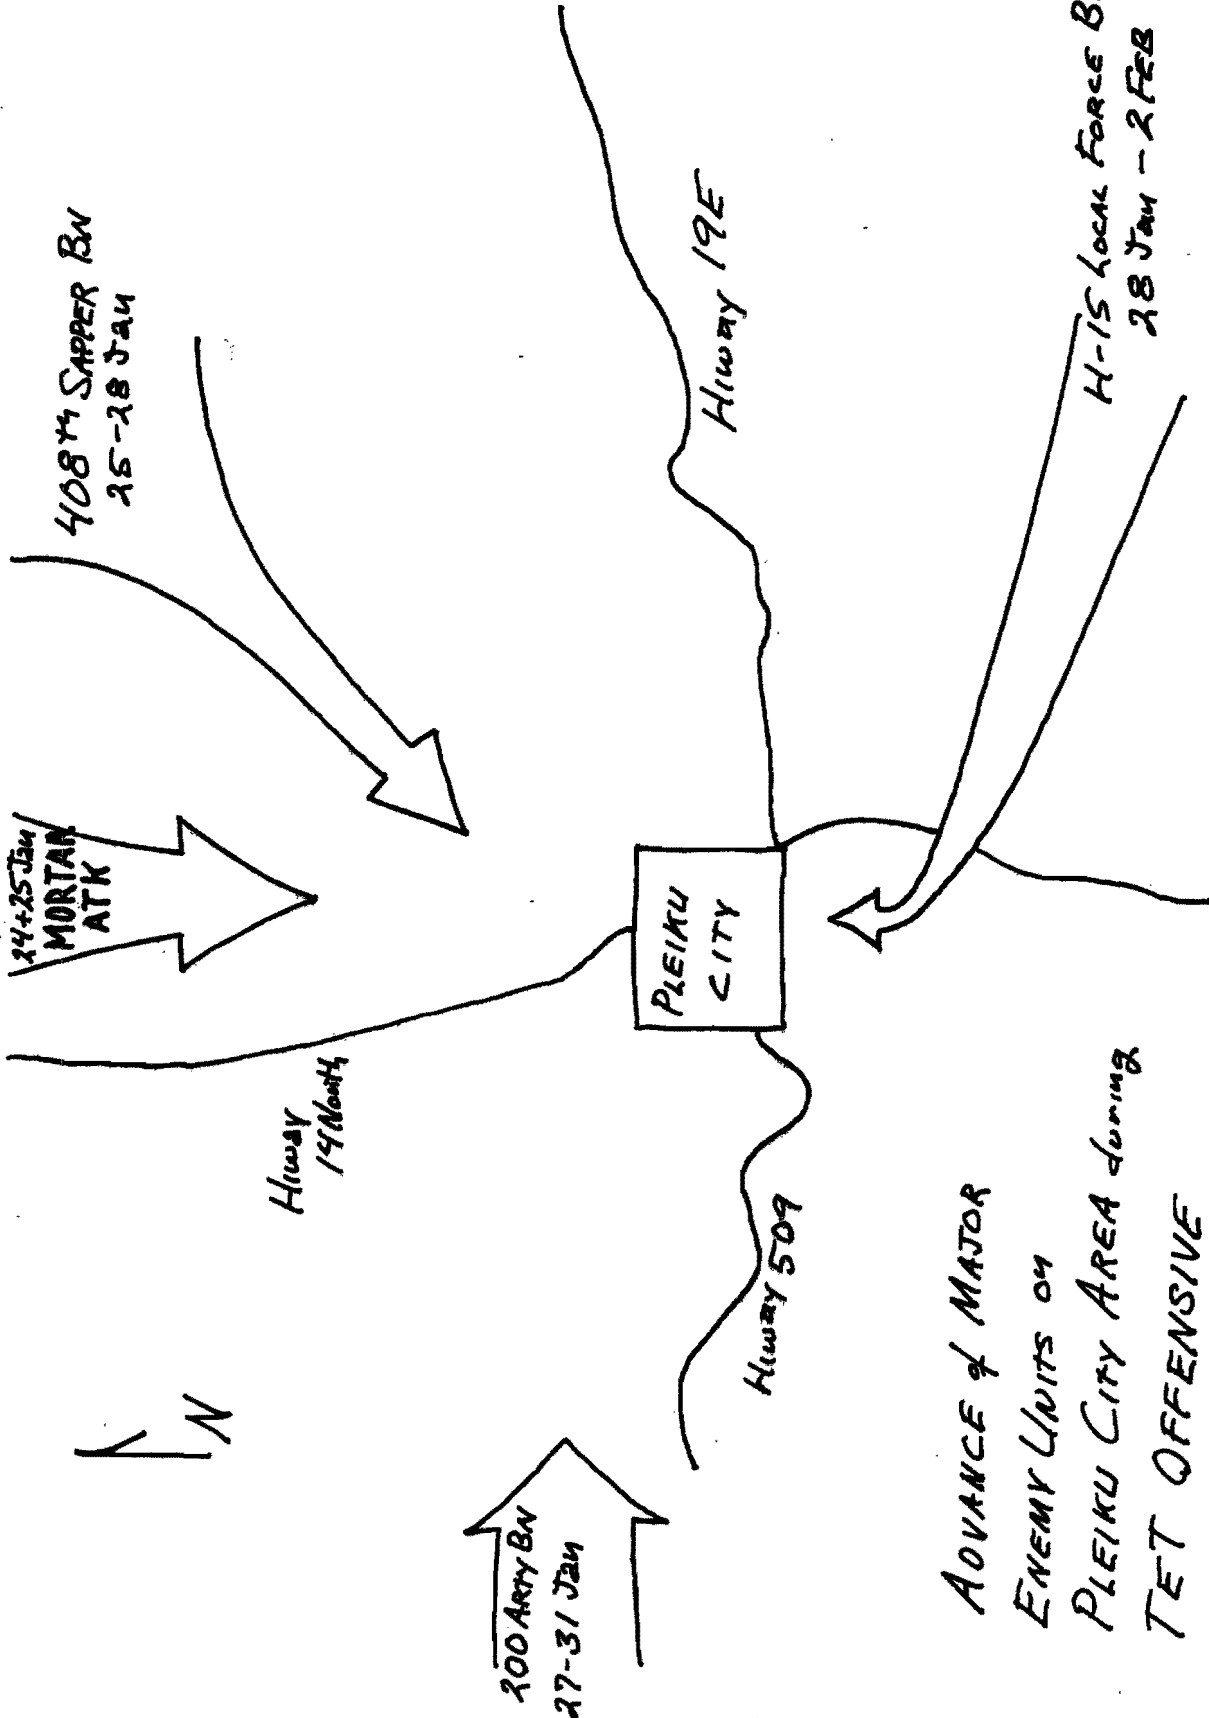 24+25 Jan
MORTAR
ATK
408th SAPPER BN
25-28 Jan
Hiway
14 North
N
200 ARTY BN
27-31 Jan
PLEIKU
CITY
Hiway 19E
Hiway 509
H-15 LOCAL FORCE
28 Jan - 2 FEB
ADVANCE of MAJOR
ENEMY UNITS on
PLEIKU CITY AREA during
TET OFFENSIVE